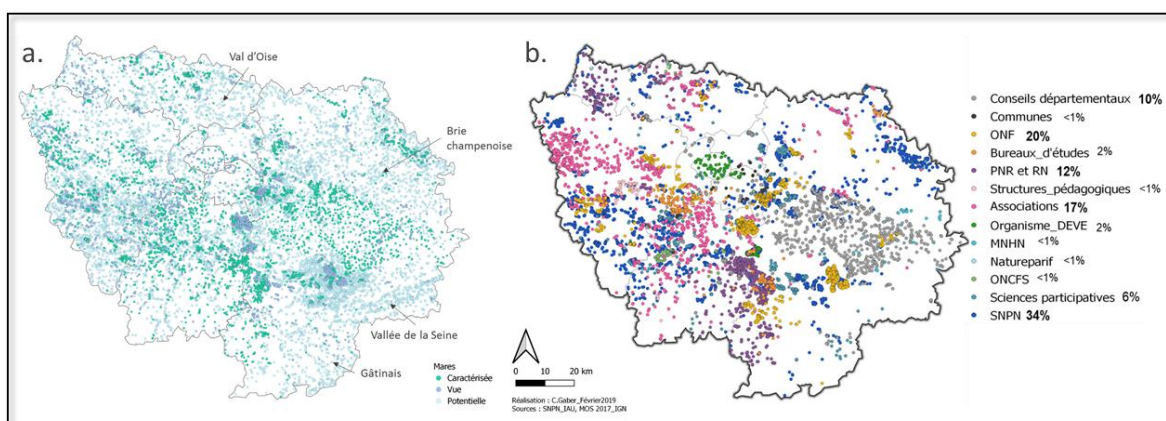 a.
Val d'Oise
Brie
champenoise
Vallée de la Seine
Gâtinais
Mares
Caractérisée
Vue
Potentielle
b.
0 10 20 km
Réalisation : C.Gaber_Février2019
Sources : SNPN_IAU, MOS 2017_IGN
Conseils départementaux 10%
Communes <1%
ONF 20%
Bureaux_d'études 2%
PNR et RN 12%
Structures_pédagogiques <1%
Associations 17%
Organisme_DEVE 2%
MNHN <1%
Natureparif <1%
ONCFS <1%
Sciences participatives 6%
SNPN 34%